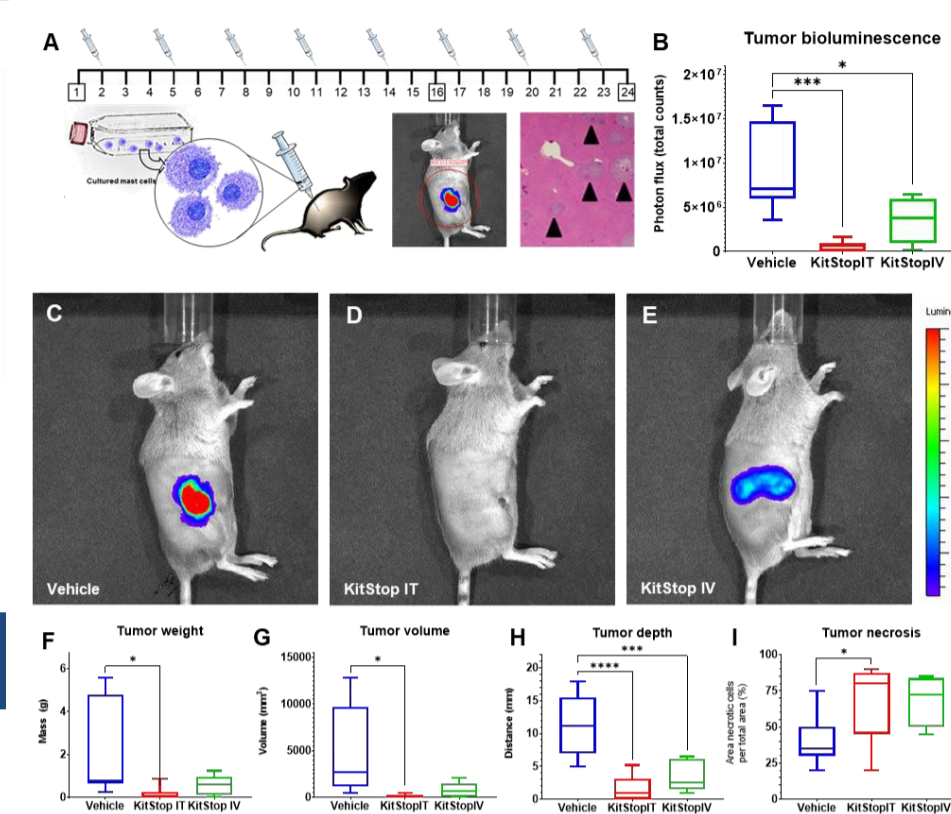 A
1 2 3 4 5 6 7 8 9 10 11 12 13 14 15 16 17 18 19 20 21 22 23 24
Cultured mast cells
B
Tumor bioluminescence
Photon flux (total counts)
2×10⁷
1.5×10⁷
1×10⁷
5×10⁶
0
*
***
Vehicle KitStopIT KitStopIV
C
Vehicle
D
KitStop IT
E
KitStop IV
Lumin
F
Tumor weight
Mass (g)
6
4
2
0
*
Vehicle KitStop IT KitStop IV
G
Tumor volume
Volume (mm³)
15000
10000
5000
0
*
Vehicle KitStopIT KitStopIV
H
Tumor depth
Distance (mm)
20
15
10
5
0
***
****
Vehicle KitStopIT KitStopIV
I
Tumor necrosis
Area necrotic cells
per total area (%)
100
75
50
25
0
*
Vehicle KitStopIT KitStopIV